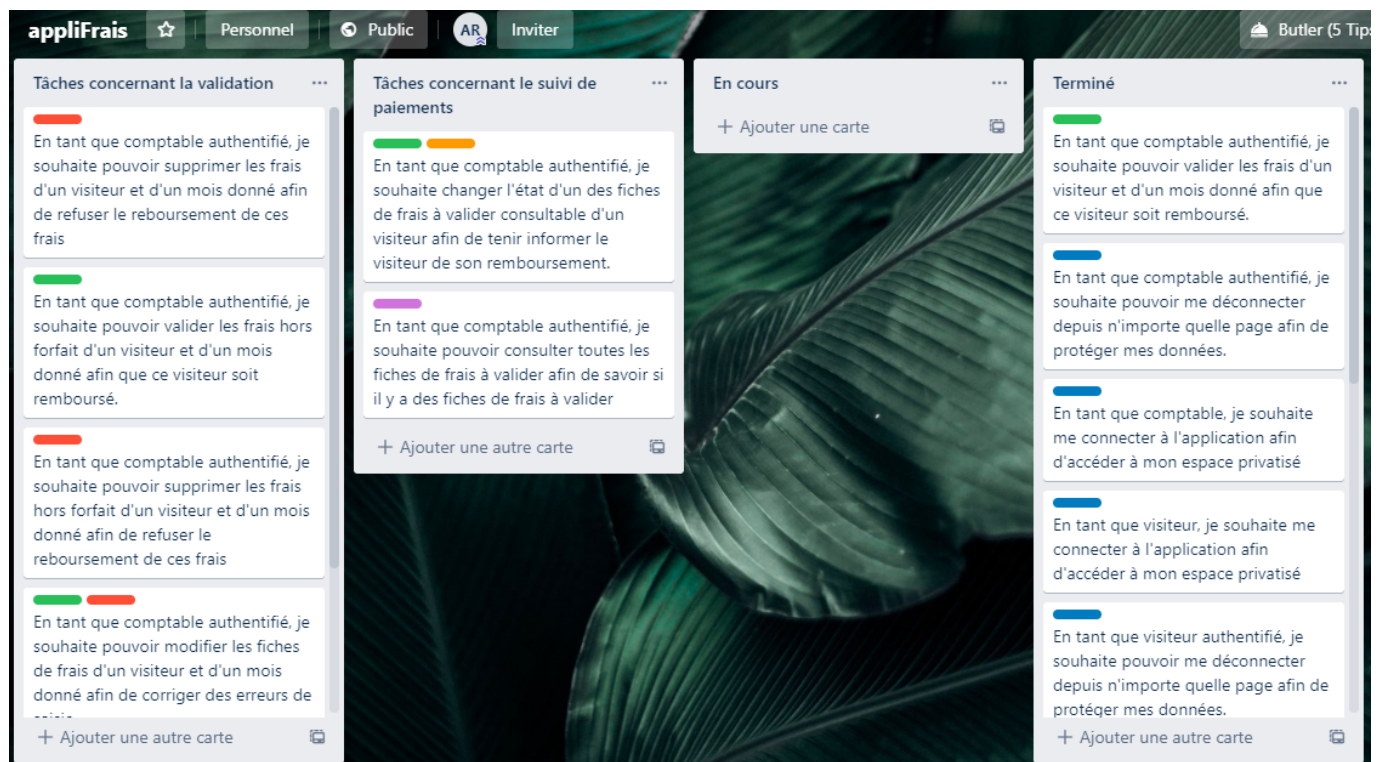 appliFrais
Personnel
Public
AR
Inviter
Butler (5 Tips
Tâches concernant la validation
En tant que comptable authentifié, je
souhaite pouvoir supprimer les frais
d'un visiteur et d'un mois donné afin
de refuser le reboursement de ces
frais
En tant que comptable authentifié, je
souhaite pouvoir valider les frais hors
forfait d'un visiteur et d'un mois
donné afin que ce visiteur soit
remboursé.
En tant que comptable authentifié, je
souhaite pouvoir supprimer les frais
hors forfait d'un visiteur et d'un mois
donné afin de refuser le
reboursement de ces frais
En tant que comptable authentifié, je
souhaite pouvoir modifier les fiches
de frais d'un visiteur et d'un mois
donné afin de corriger des erreurs de
Ajouter une autre carte
Tâches concernant le suivi de
paiements
En tant que comptable authentifié, je
souhaite changer l'état d'un des fiches
de frais à valider consultable d'un
visiteur afin de tenir informer le
visiteur de son remboursement.
En tant que comptable authentifié, je
souhaite pouvoir consulter toutes les
fiches de frais à valider afin de savoir si
il y a des fiches de frais à valider
Ajouter une autre carte
En cours
Ajouter une carte
Terminé
En tant que comptable authentifié, je
souhaite pouvoir valider les frais d'un
visiteur et d'un mois donné afin que
ce visiteur soit remboursé.
En tant que comptable authentifié, je
souhaite pouvoir me déconnecter
depuis n'importe quelle page afin de
protéger mes données.
En tant que comptable, je souhaite
me connecter à l'application afin
d'accéder à mon espace privatisé
En tant que visiteur, je souhaite me
connecter à l'application afin
d'accéder à mon espace privatisé
En tant que visiteur authentifié, je
souhaite pouvoir me déconnecter
depuis n'importe quelle page afin de
protéger mes données.
Ajouter une autre carte